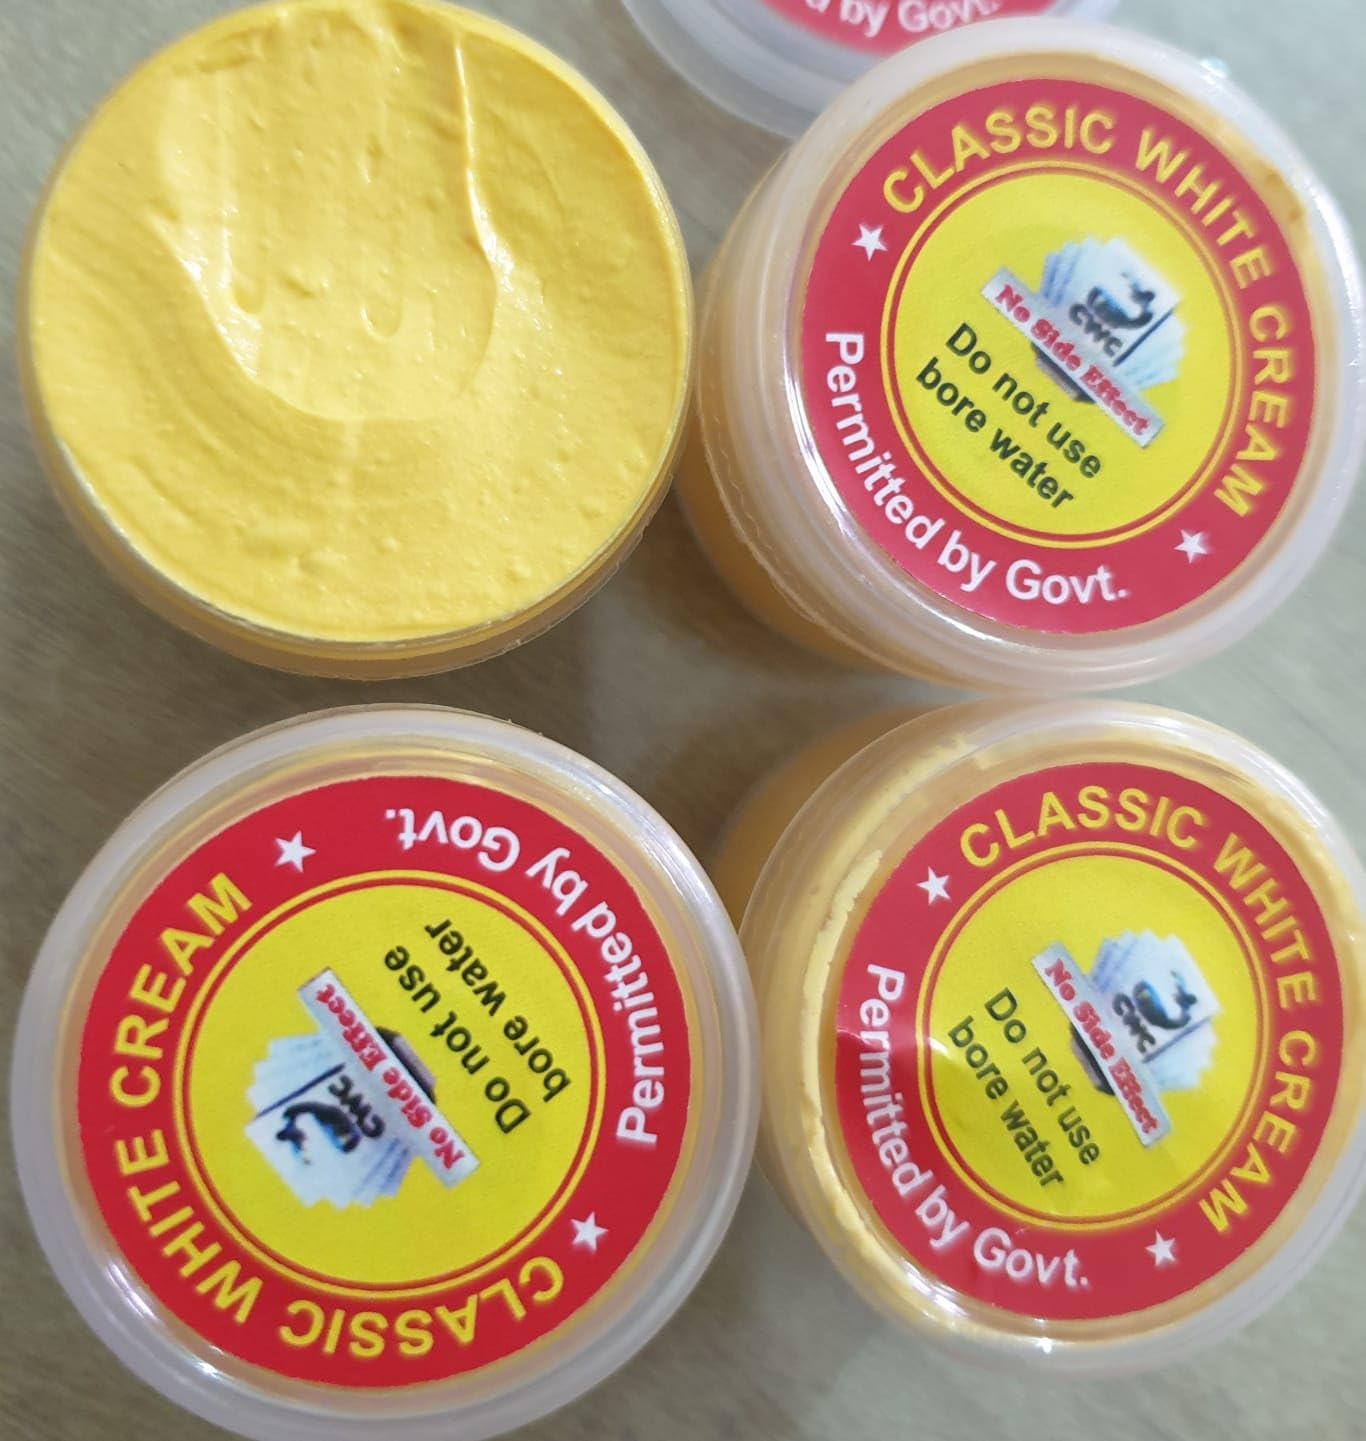 d by Govt.
CLASSIC WHITE CREAM
CWC
No Side Effect
Do not use
bore water
Permitted by Govt.
CLASSIC WHITE CREAM
CWC
No Side Effect
Do not use
bore water
Permitted by Govt.
CLASSIC WHITE CREAM
CWC
No Side Effect
Do not use
bore water
Permitted by Govt.